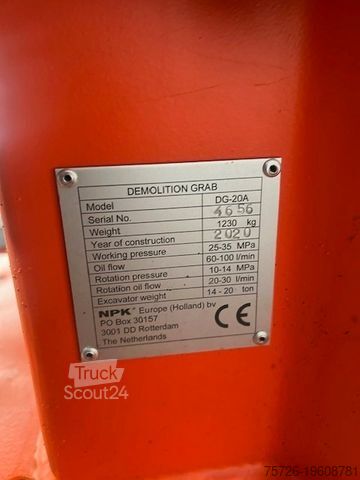 DEMOLITION GRAB
Model DG-20A
Serial No. 4656
Weight 1230 kg
Year of construction 2020
Working pressure 25-35 MPa
Oil flow 60-100 l/min
Rotation pressure 10-14 MPa
Rotation oil flow 20-30 l/min
Excavator weight 14 - 20 ton
NPK® Europe (Holland) bv
PO Box 30157
3001 DD Rotterdam
The Netherlands
CE
Truck
Scout24
75726-19608781